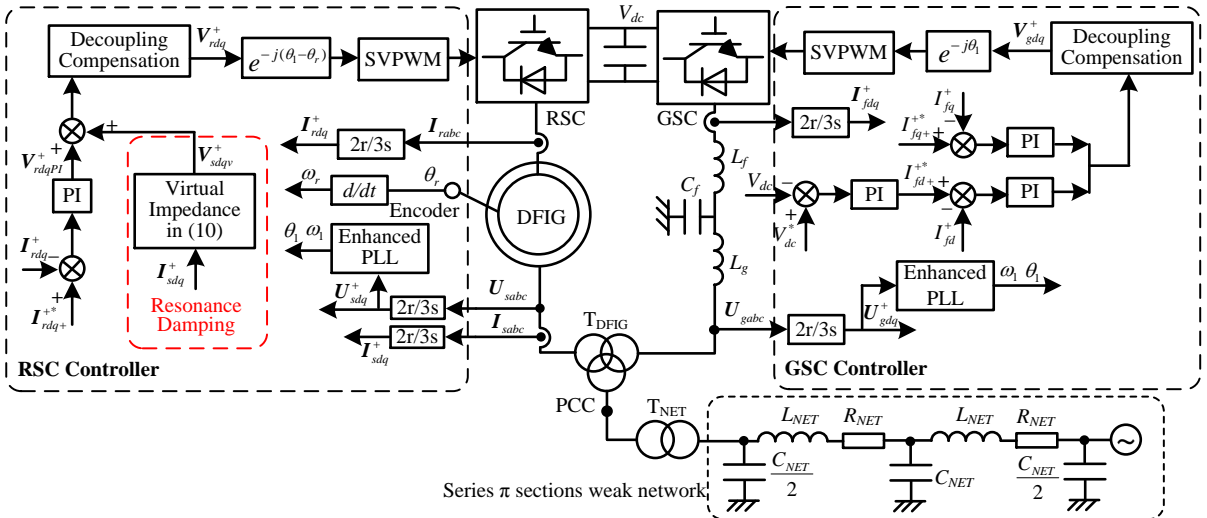 Decoupling
Compensation
V⁺rdq
e^−j(θ₁−θr)
SVPWM
RSC
Vdc
GSC
SVPWM
e^−jθ₁
V⁺gdq
Decoupling
Compensation
+
+
V⁺rdqPI
PI
I⁺rdq
−
+
I⁺*rdq+
V⁺sdqv
Virtual
Impedance
in (10)
I⁺sdq
Resonance
Damping
I⁺rdq
2r/3s
Irabc
ωr
d/dt
θr
Encoder
DFIG
θ₁ ω₁
Enhanced
PLL
U⁺sdq
2r/3s
Usabc
I⁺sdq
2r/3s
Isabc
RSC Controller
Lf
Cf
Lg
Ugabc
2r/3s
I⁺fdq
I⁺fq
−
I⁺*fq+
+
PI
Vdc
−
+
V*dc
PI
I⁺*fd+
+
−
I⁺fd
PI
Enhanced
PLL
ω₁ θ₁
2r/3s
U⁺gdq
GSC Controller
TDFIG
PCC
TNET
LNET
RNET
LNET
RNET
CNET
2
CNET
CNET
2
~
Series π sections weak network